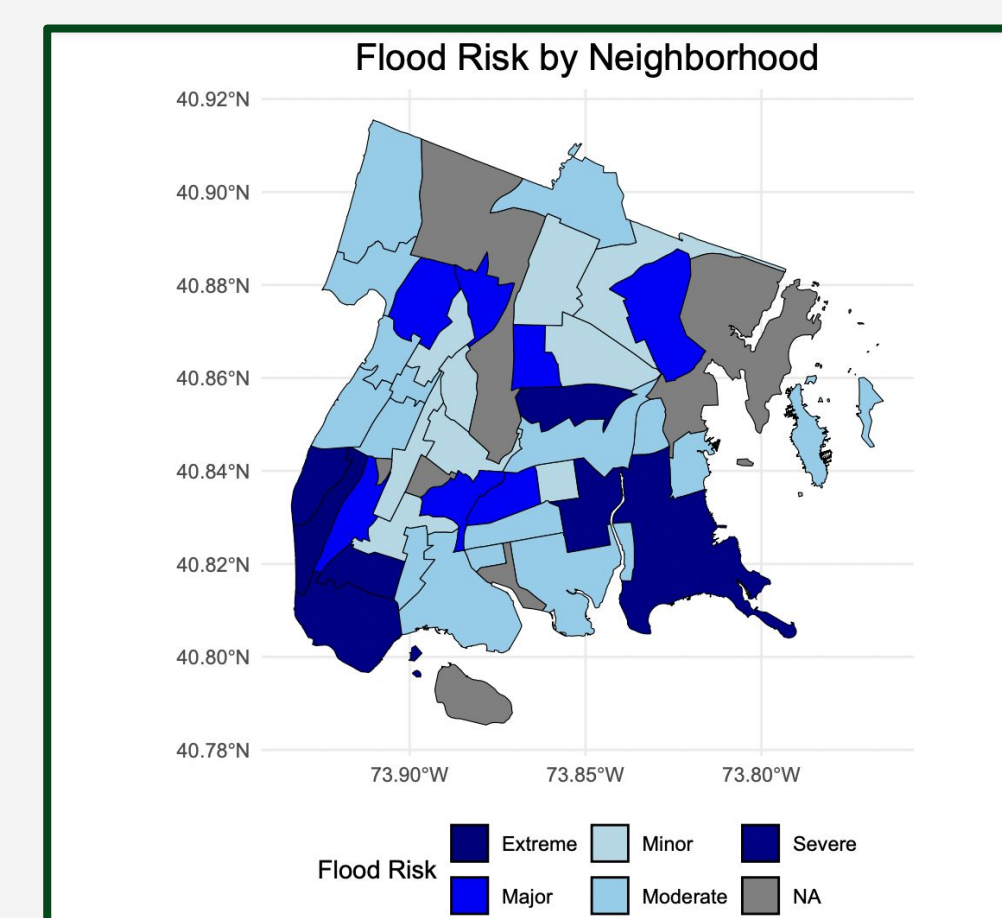 Flood Risk by Neighborhood
40.92°N
40.90°N
40.88°N
40.86°N
40.84°N
40.82°N
40.80°N
40.78°N
73.90°W 73.85°W 73.80°W
Flood Risk
Extreme Minor Severe
Major Moderate NA